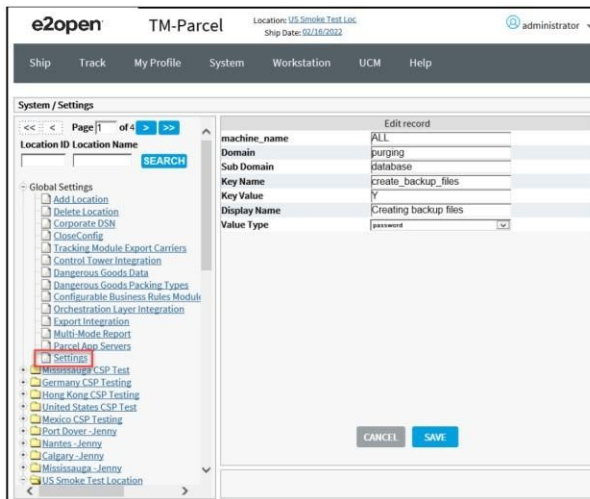 e2open
TM-Parcel
Location: US Smoke Test Loc
Ship Date: 02/16/2022
administrator
Ship Track My Profile System Workstation UCM Help
System / Settings
<< < Page 1 of 4 > >>
Location ID Location Name
SEARCH
Global Settings
Add Location
Delete Location
Corporate DSN
CloseConfig
Tracking Module Export Carriers
Control Tower Integration
Dangerous Goods Data
Dangerous Goods Packing Types
Configurable Business Rules Module
Orchestration Layer Integration
Export Integration
Multi-Mode Report
Parcel App Servers
Settings
Mississauga CSP Test
Germany CSP Testing
Hong Kong CSP Testing
United States CSP Test
Mexico CSP Testing
Port Dover -Jenny
Nantes -Jenny
Calgary -Jenny
Mississauga -Jenny
US Smoke Test Location
Edit record
machine_name ALL
Domain purging
Sub Domain database
Key Name create_backup_files
Key Value Y
Display Name Creating backup files
Value Type password
CANCEL SAVE